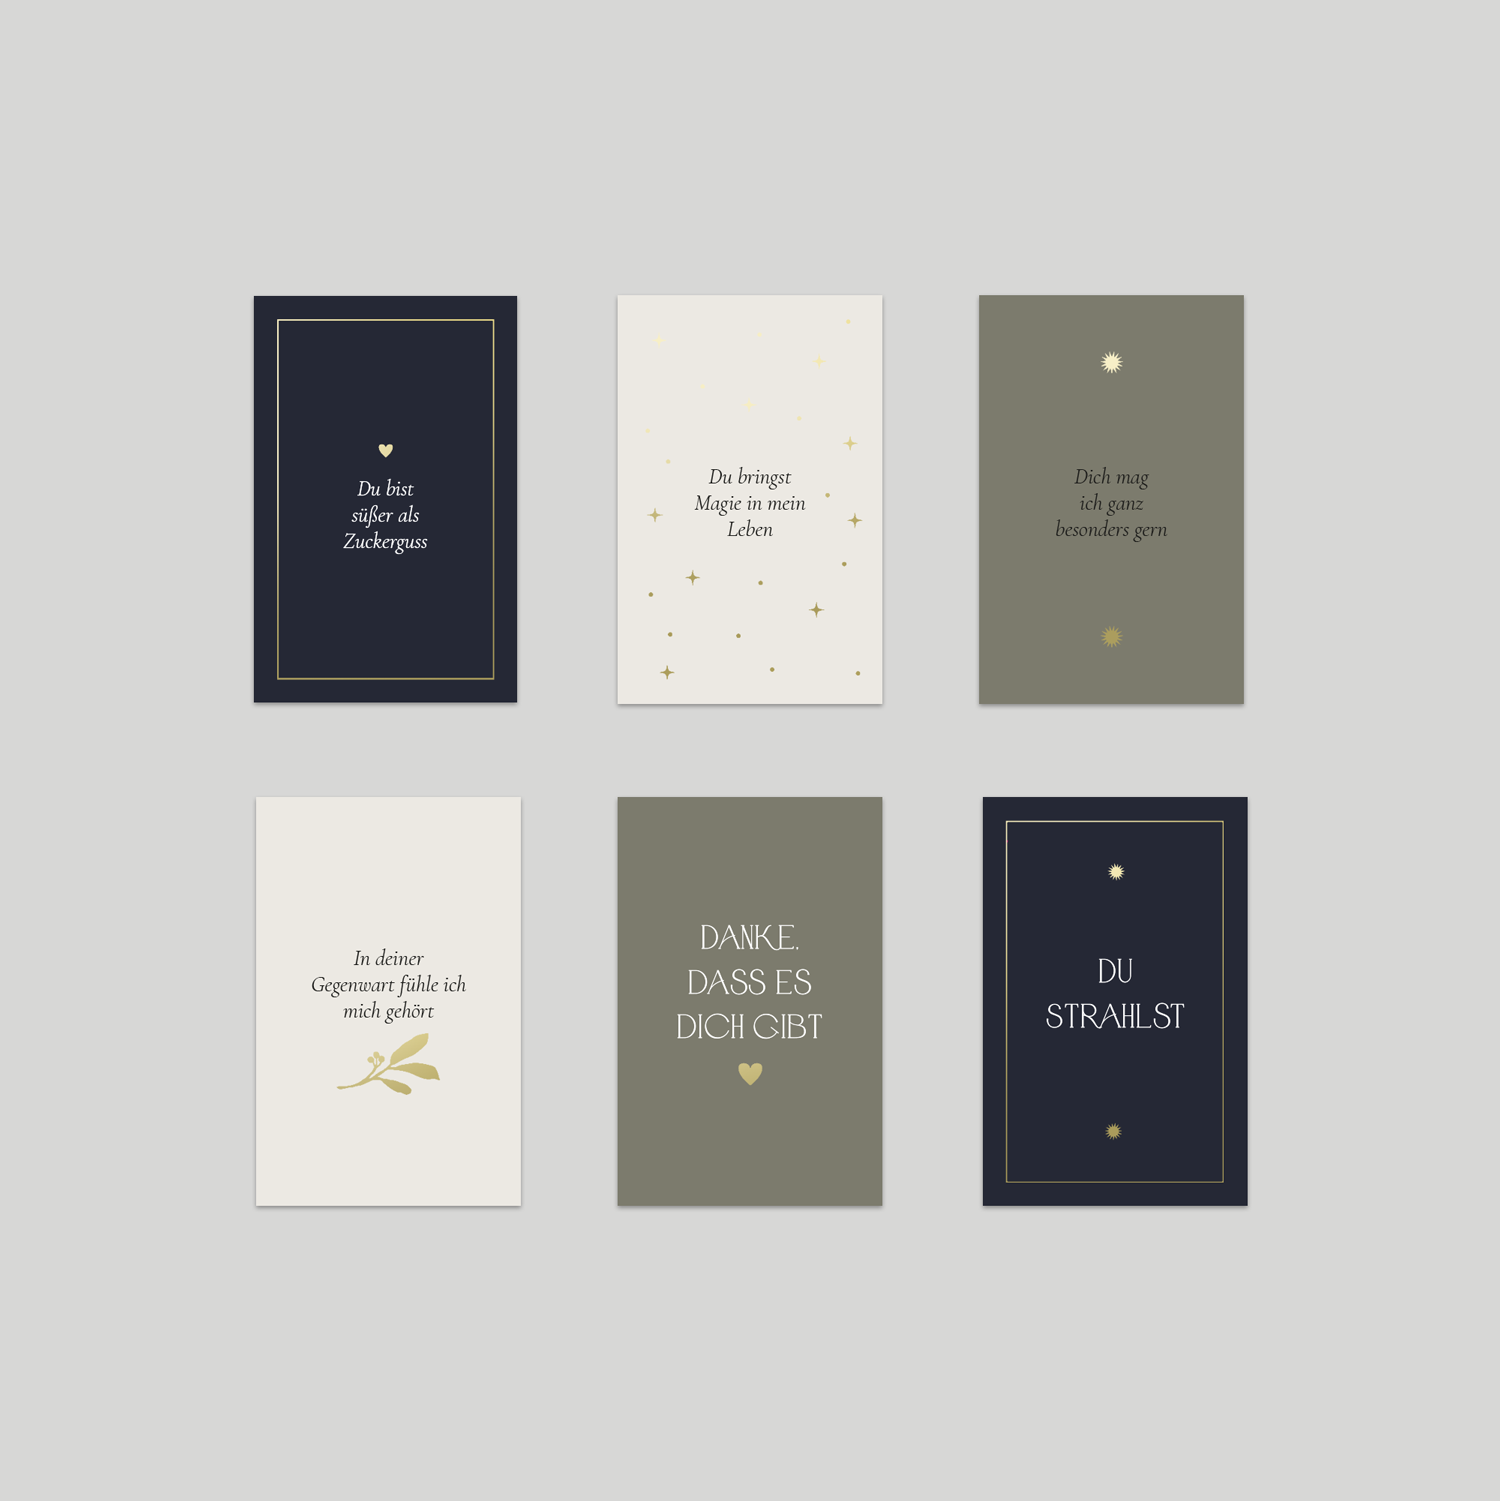 Du bist
süßer als
Zuckerguss
Du bringst
Magie in mein
Leben
Dich mag
ich ganz
besonders gern
In deiner
Gegenwart fühle ich
mich gehört
DANKE,
DASS ES
DICH GIBT
DU
STRAHLST